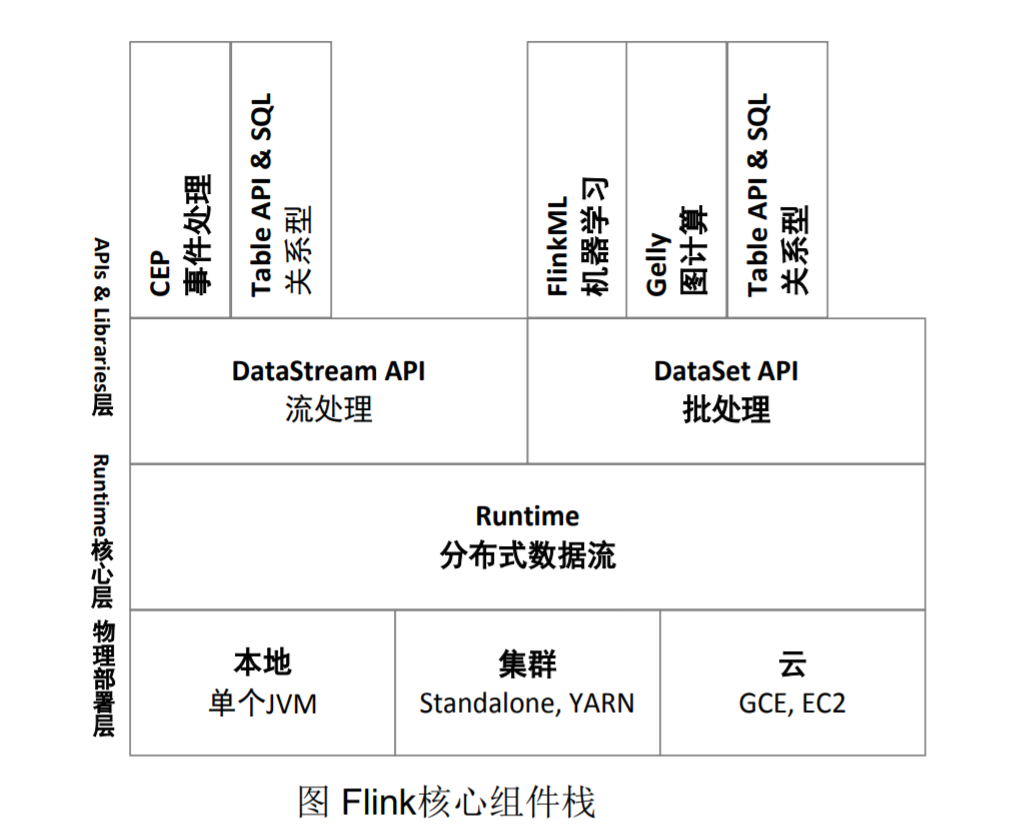 CEP
事件处理
Table API & SQL
关系型
FlinkML
机器学习
Gelly
图计算
Table API & SQL
关系型
APIs & Libraries层
DataStream API
流处理
DataSet API
批处理
Runtime核心层
Runtime
分布式数据流
物理部署层
本地
单个JVM
集群
Standalone, YARN
云
GCE, EC2
图 Flink核心组件栈